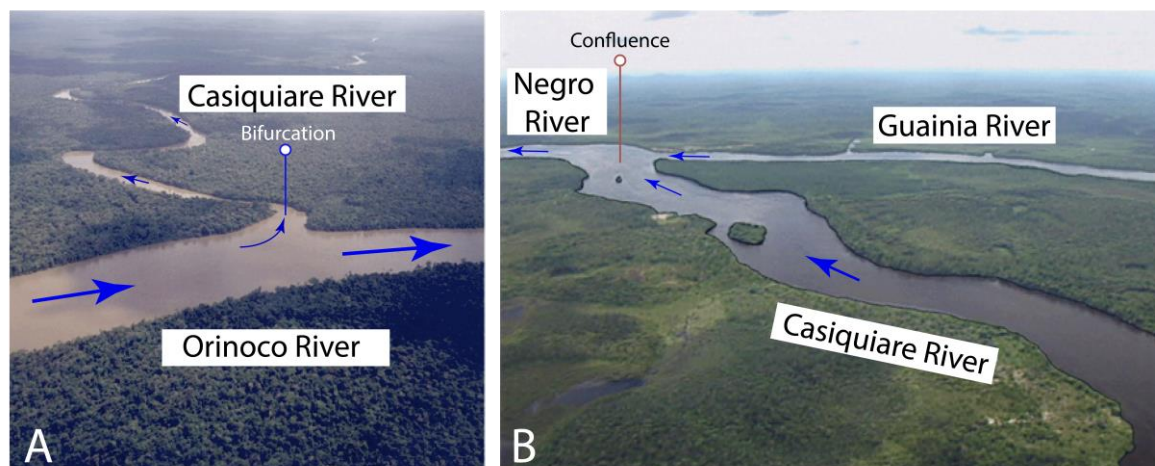 Casiquiare River
Bifurcation
Orinoco River
A
Confluence
Negro
River
Guainia River
Casiquiare River
B